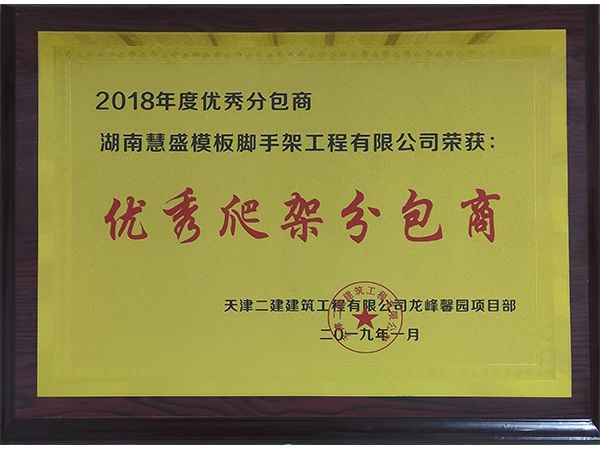 2018年度优秀分包商
湖南慧盛模板脚手架工程有限公司荣获：
优秀爬架分包商
天津二建建筑工程有限公司龙峰馨园项目部
二〇一九年一月